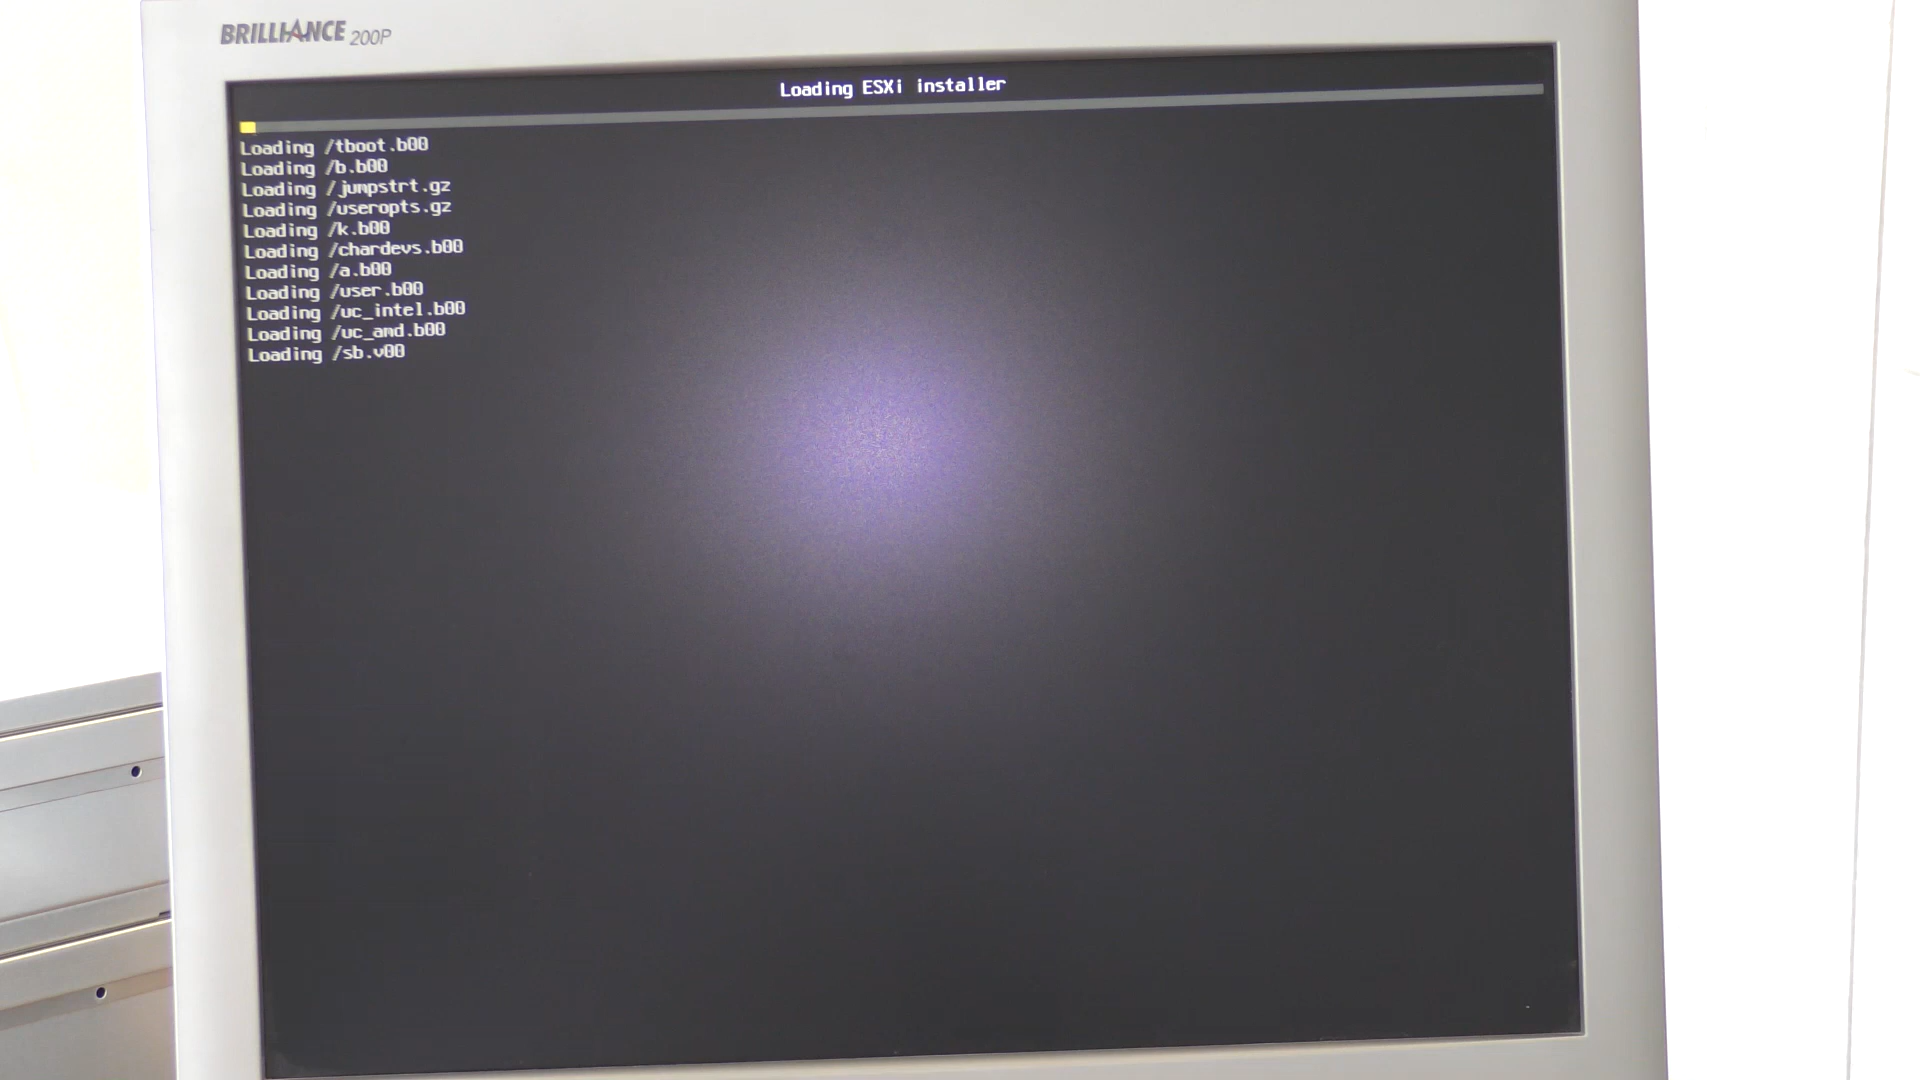 BRILLIANCE 200P
Loading ESXi installer
Loading /tboot.b00
Loading /b.b00
Loading /jumpstrt.gz
Loading /useropts.gz
Loading /k.b00
Loading /chardevs.b00
Loading /a.b00
Loading /user.b00
Loading /uc_intel.b00
Loading /uc_amd.b00
Loading /sb.v00